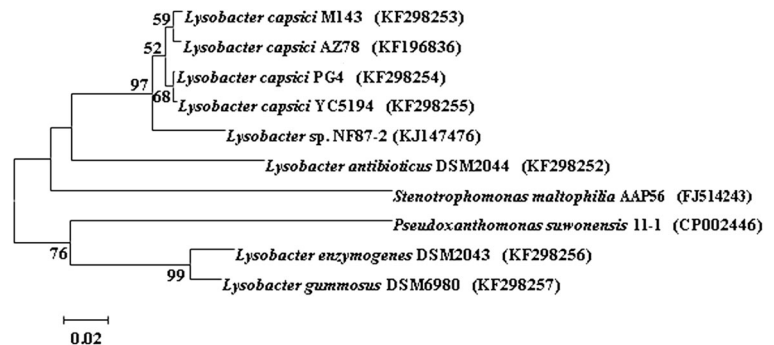 59
Lysobacter capsici M143 (KF298253)
52
Lysobacter capsici AZ78 (KF196836)
97
Lysobacter capsici PG4 (KF298254)
68
Lysobacter capsici YC5194 (KF298255)
Lysobacter sp. NF87-2 (KJ147476)
Lysobacter antibioticus DSM2044 (KF298252)
Stenotrophomonas maltophilia AAP56 (FJ514243)
Pseudoxanthomonas suwonensis 11-1 (CP002446)
76
Lysobacter enzymogenes DSM2043 (KF298256)
99
Lysobacter gummosus DSM6980 (KF298257)
0.02